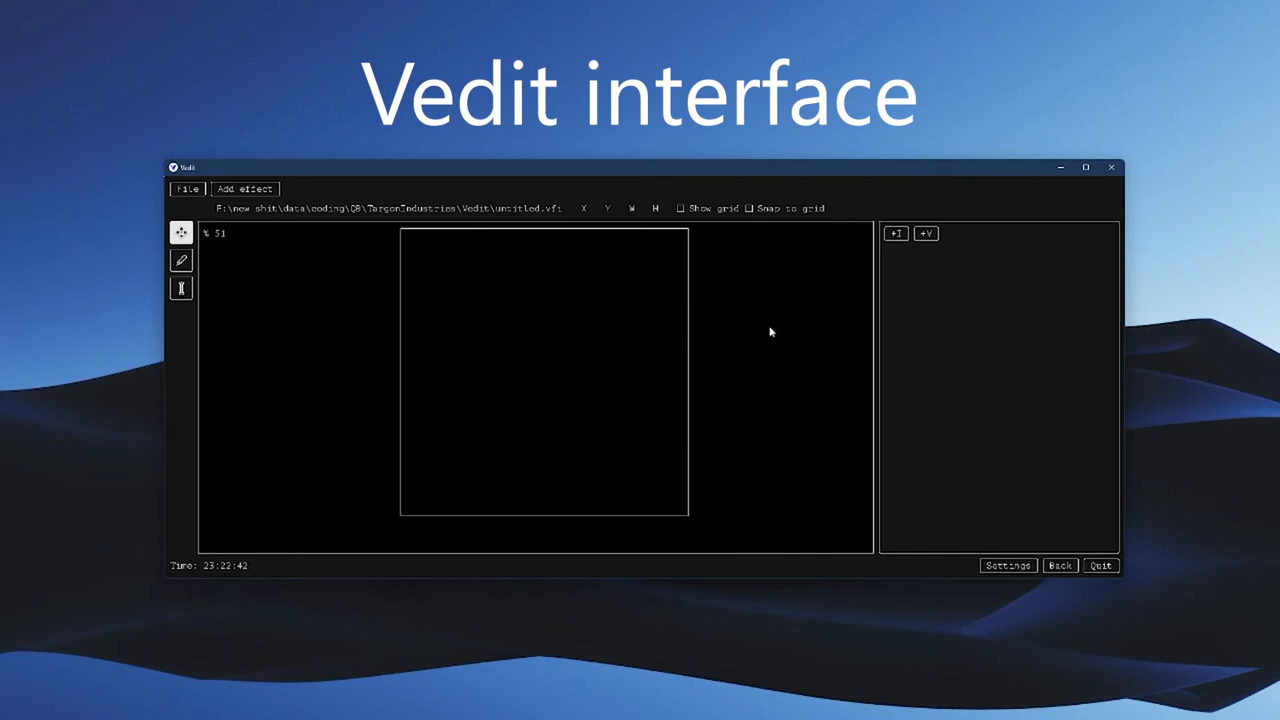 Vedit interface
Vedit
File Add effect
F:\new shit\data\coding\QB\TargonIndustries\Vedit\untitled.vfi X Y W H Show grid Snap to grid
% 51
+I +V
Time: 23:22:42 Settings Back Quit